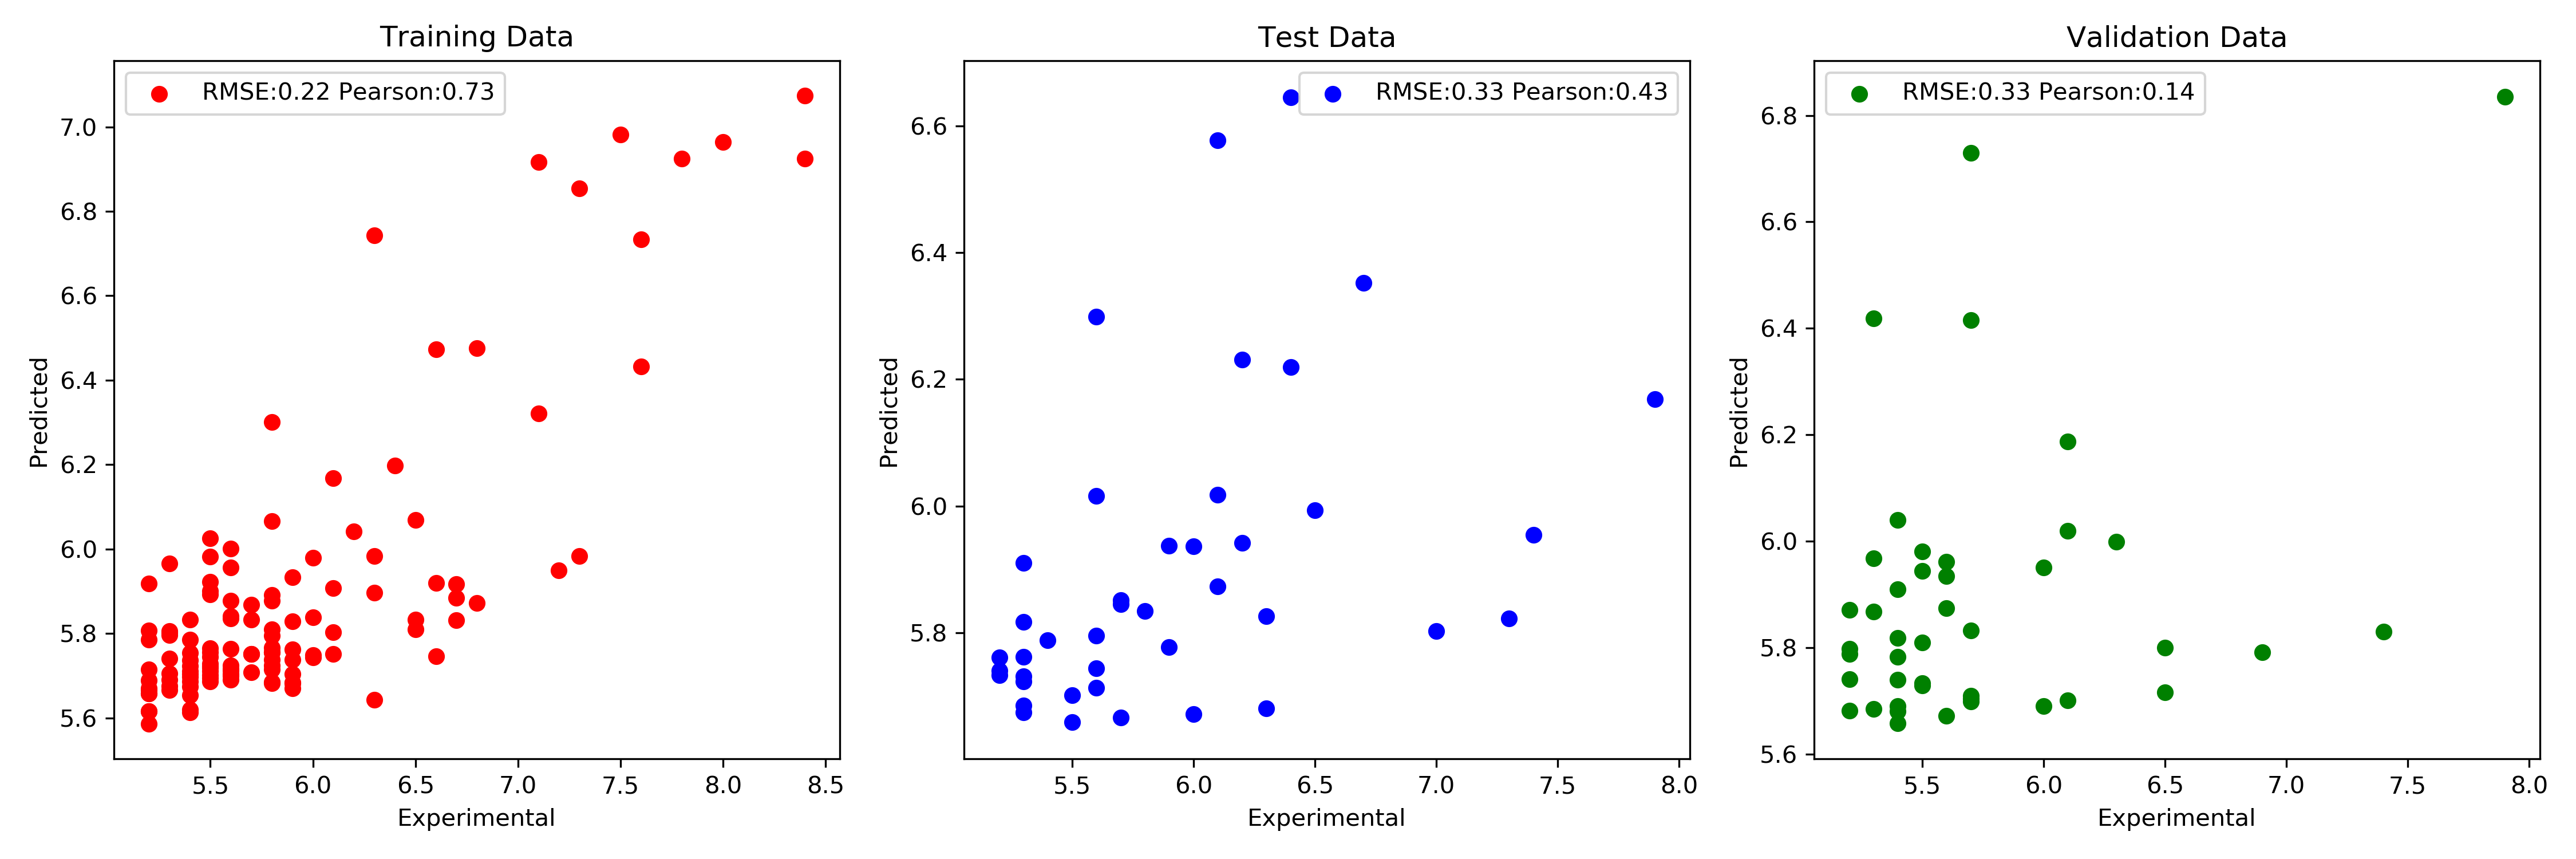 Training Data
RMSE:0.22 Pearson:0.73
Predicted
7.0
6.8
6.6
6.4
6.2
6.0
5.8
5.6
5.5 6.0 6.5 7.0 7.5 8.0 8.5
Experimental
Test Data
RMSE:0.33 Pearson:0.43
Predicted
6.6
6.4
6.2
6.0
5.8
5.5 6.0 6.5 7.0 7.5 8.0
Experimental
Validation Data
RMSE:0.33 Pearson:0.14
Predicted
6.8
6.6
6.4
6.2
6.0
5.8
5.6
5.5 6.0 6.5 7.0 7.5 8.0
Experimental